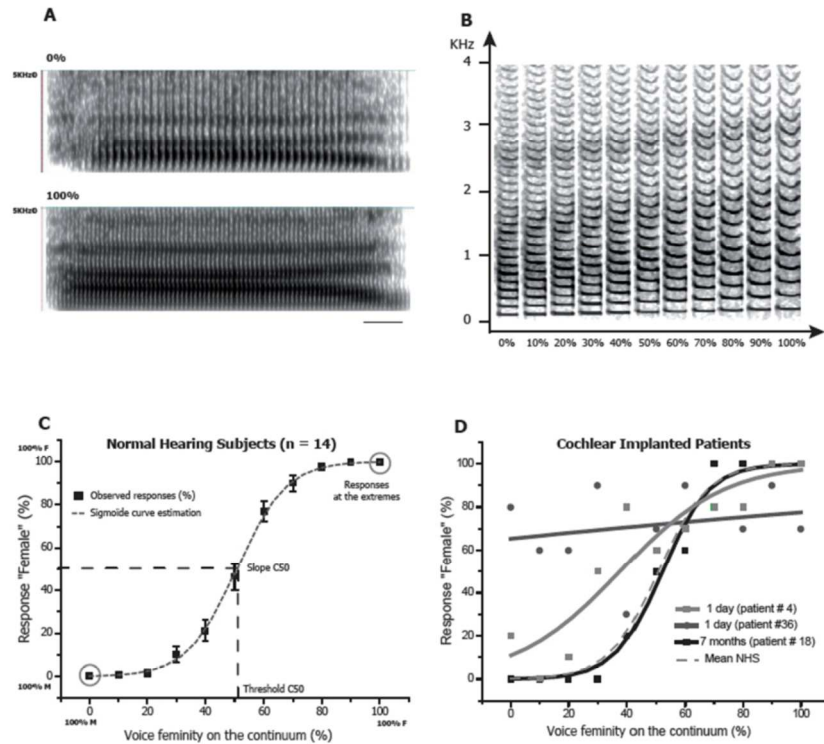 A
0%
5KHzD
100%
5KHzD
B
KHz
4
3
2
1
0
0% 10% 20% 30% 40% 50% 60% 70% 80% 90% 100%
C
Normal Hearing Subjects (n = 14)
100% F
Response "Female" (%)
100
80
60
40
20
0
100% M
Observed responses (%)
Sigmoïde curve estimation
Responses
at the extremes
Slope C50
Threshold C50
0 20 40 60 80 100
100% M 100% F
Voice feminity on the continuum (%)
D
Cochlear Implanted Patients
Response "Female" (%)
100
80
60
40
20
0
1 day (patient # 4)
1 day (patient #36)
7 months (patient # 18)
Mean NHS
0 20 40 60 80 100
Voice feminity on the continuum (%)